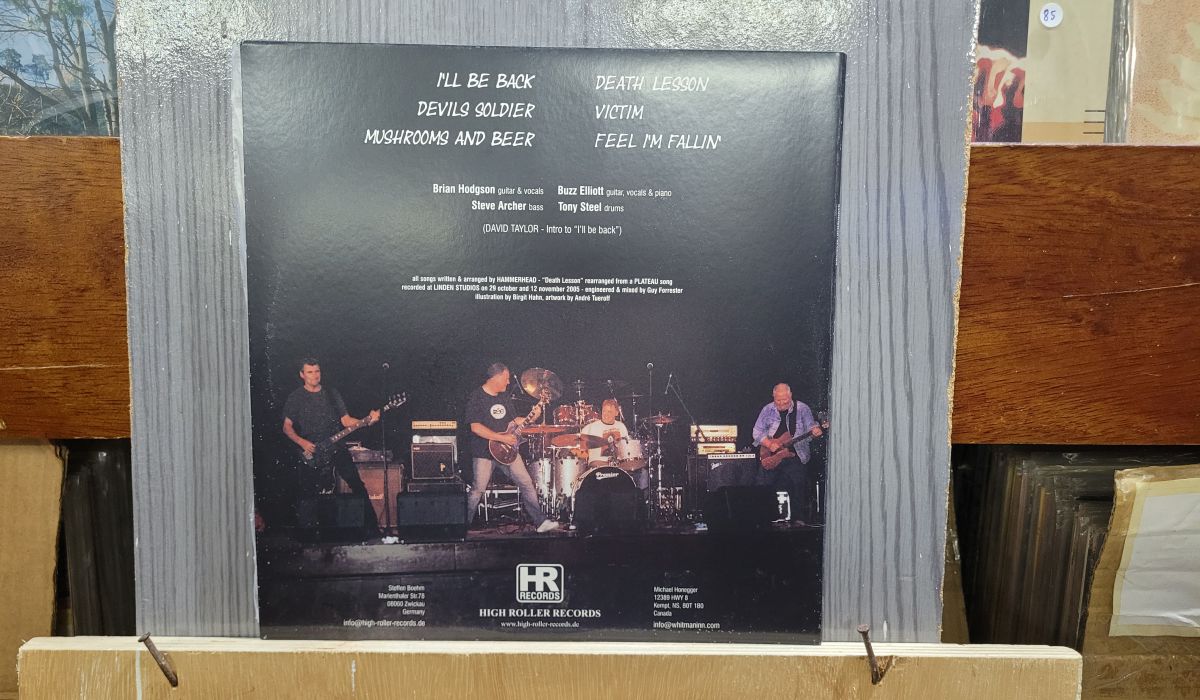 85
I'LL BE BACK
DEVILS SOLDIER
MUSHROOMS AND BEER
DEATH LESSON
VICTIM
FEEL I'M FALLIN'
Brian Hodgson guitar & vocals
Steve Archer bass
Buzz Elliott guitar, vocals & piano
Tony Steel drums
(DAVID TAYLOR - Intro to "I'll be back")
all songs written & arranged by HAMMERHEAD - "Death Lesson" rearranged from a PLATEAU song
recorded at LINDEN STUDIOS on 29 october and 12 november 2005 - engineered & mixed by Guy Forrester
illustration by Birgit Hahn, artwork by André Tueroff
Premier
Steffen Boehm
Marienthaler Str.78
08060 Zwickau
Germany
info@high-roller-records.de
HR
RECORDS
HIGH ROLLER RECORDS
www.high-roller-records.de
Michael Honegger
12389 HWY 8
Kempt, NS, B0T 1B0
Canada
info@whitmaninn.com